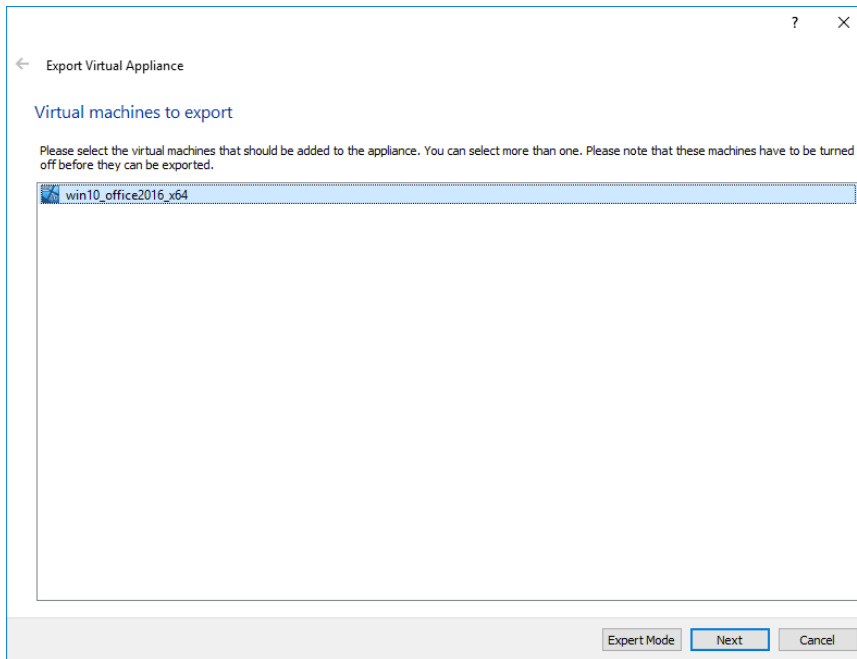 ?
Export Virtual Appliance
Virtual machines to export
Please select the virtual machines that should be added to the appliance. You can select more than one. Please note that these machines have to be turned
off before they can be exported.
win10_office2016_x64
Expert Mode Next Cancel